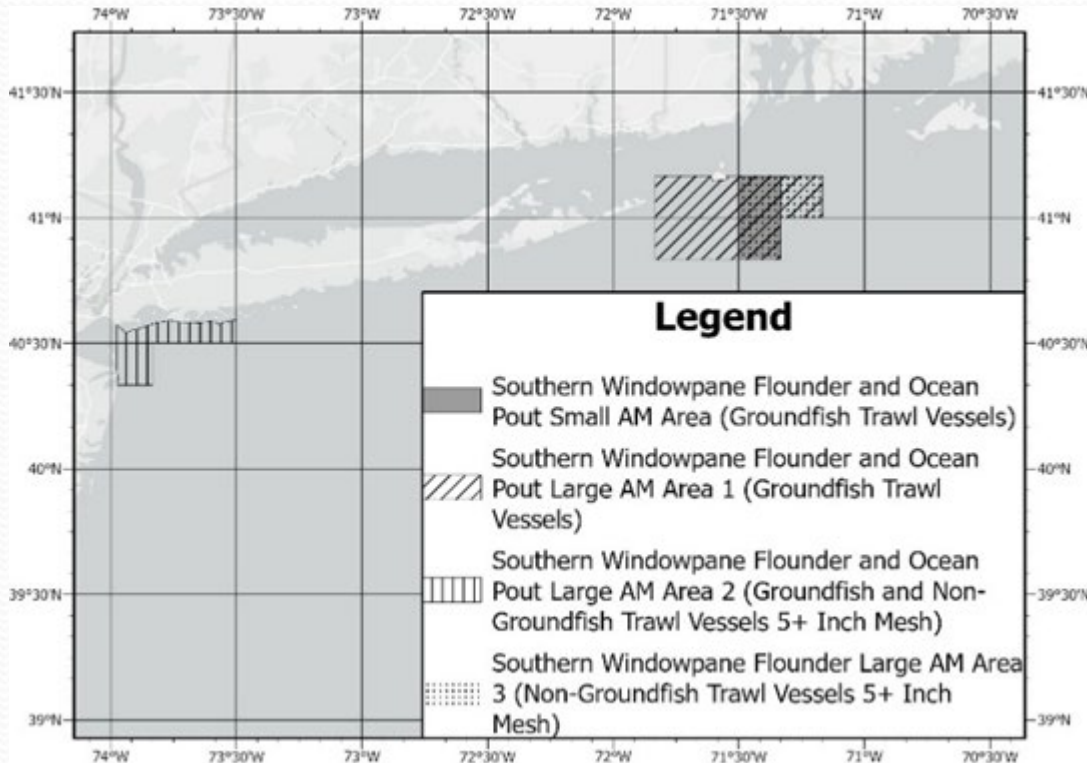 74°W 73°30'W 73°W 72°30'W 72°W 71°30'W 71°W 70°30'W
41°30'N 41°30'N
41°N 41°N
40°30'N 40°30'N
40°N 40°N
39°30'N 39°30'N
39°N 39°N
Legend
Southern Windowpane Flounder and Ocean
Pout Small AM Area (Groundfish Trawl Vessels)
Southern Windowpane Flounder and Ocean
Pout Large AM Area 1 (Groundfish Trawl
Vessels)
Southern Windowpane Flounder and Ocean
Pout Large AM Area 2 (Groundfish and Non-
Groundfish Trawl Vessels 5+ Inch Mesh)
Southern Windowpane Flounder Large AM Area
3 (Non-Groundfish Trawl Vessels 5+ Inch
Mesh)
74°W 73°30'W 73°W 72°30'W 72°W 71°30'W 71°W 70°30'W